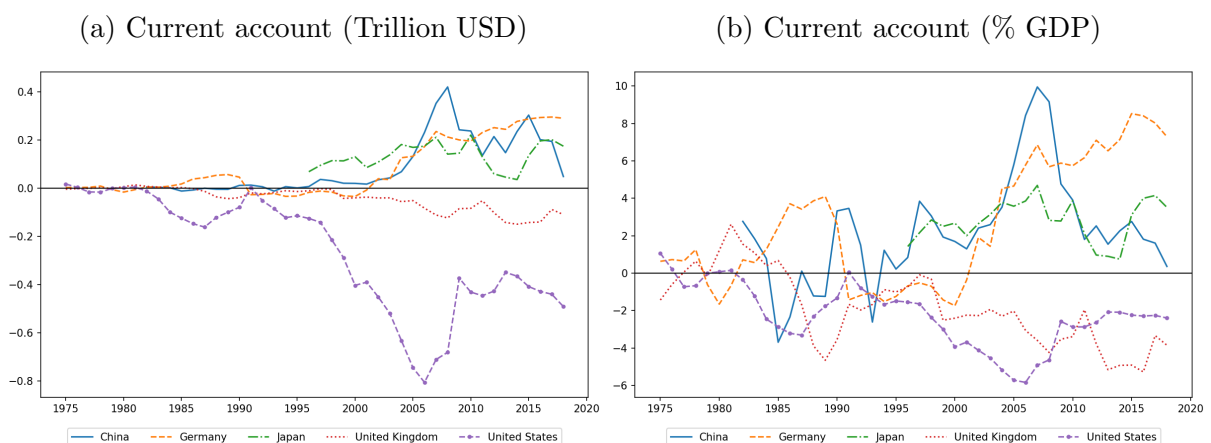 (a) Current account (Trillion USD)
0.4
0.2
0.0
−0.2
−0.4
−0.6
−0.8
1975 1980 1985 1990 1995 2000 2005 2010 2015 2020
China Germany Japan United Kingdom United States
(b) Current account (% GDP)
10
8
6
4
2
0
−2
−4
−6
1975 1980 1985 1990 1995 2000 2005 2010 2015 2020
China Germany Japan United Kingdom United States